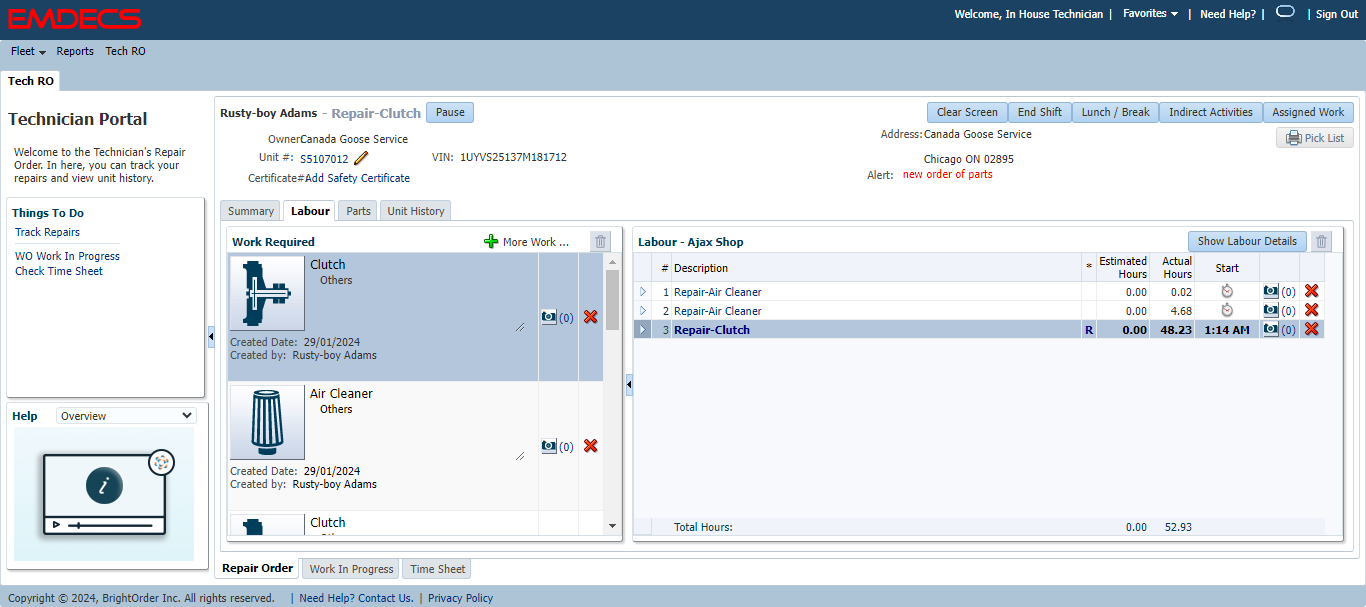 EMDECS
Welcome, In House Technician | Favorites | Need Help? | | Sign Out
Fleet Reports Tech RO
Tech RO
Technician Portal
Welcome to the Technician's Repair
Order. In here, you can track your
repairs and view unit history.
Things To Do
Track Repairs
WO Work In Progress
Check Time Sheet
Help Overview
i
Rusty-boy Adams - Repair-Clutch Pause
Clear Screen End Shift Lunch / Break Indirect Activities Assigned Work
OwnerCanada Goose Service
Address:Canada Goose Service
Pick List
Unit #: S5107012 VIN: 1UYVS25137M181712
Chicago ON 02895
Certificate#Add Safety Certificate
Alert: new order of parts
Summary Labour Parts Unit History
Work Required More Work ...
Clutch
Others
(0)
Created Date: 29/01/2024
Created by: Rusty-boy Adams
Air Cleaner
Others
(0)
Created Date: 29/01/2024
Created by: Rusty-boy Adams
Clutch
Labour - Ajax Shop Show Labour Details
# Description * Estimated Hours Actual Hours Start
1 Repair-Air Cleaner 0.00 0.02 (0)
2 Repair-Air Cleaner 0.00 4.68 (0)
3 Repair-Clutch R 0.00 48.23 1:14 AM (0)
Total Hours: 0.00 52.93
Repair Order Work In Progress Time Sheet
Copyright © 2024, BrightOrder Inc. All rights reserved. | Need Help? Contact Us. | Privacy Policy